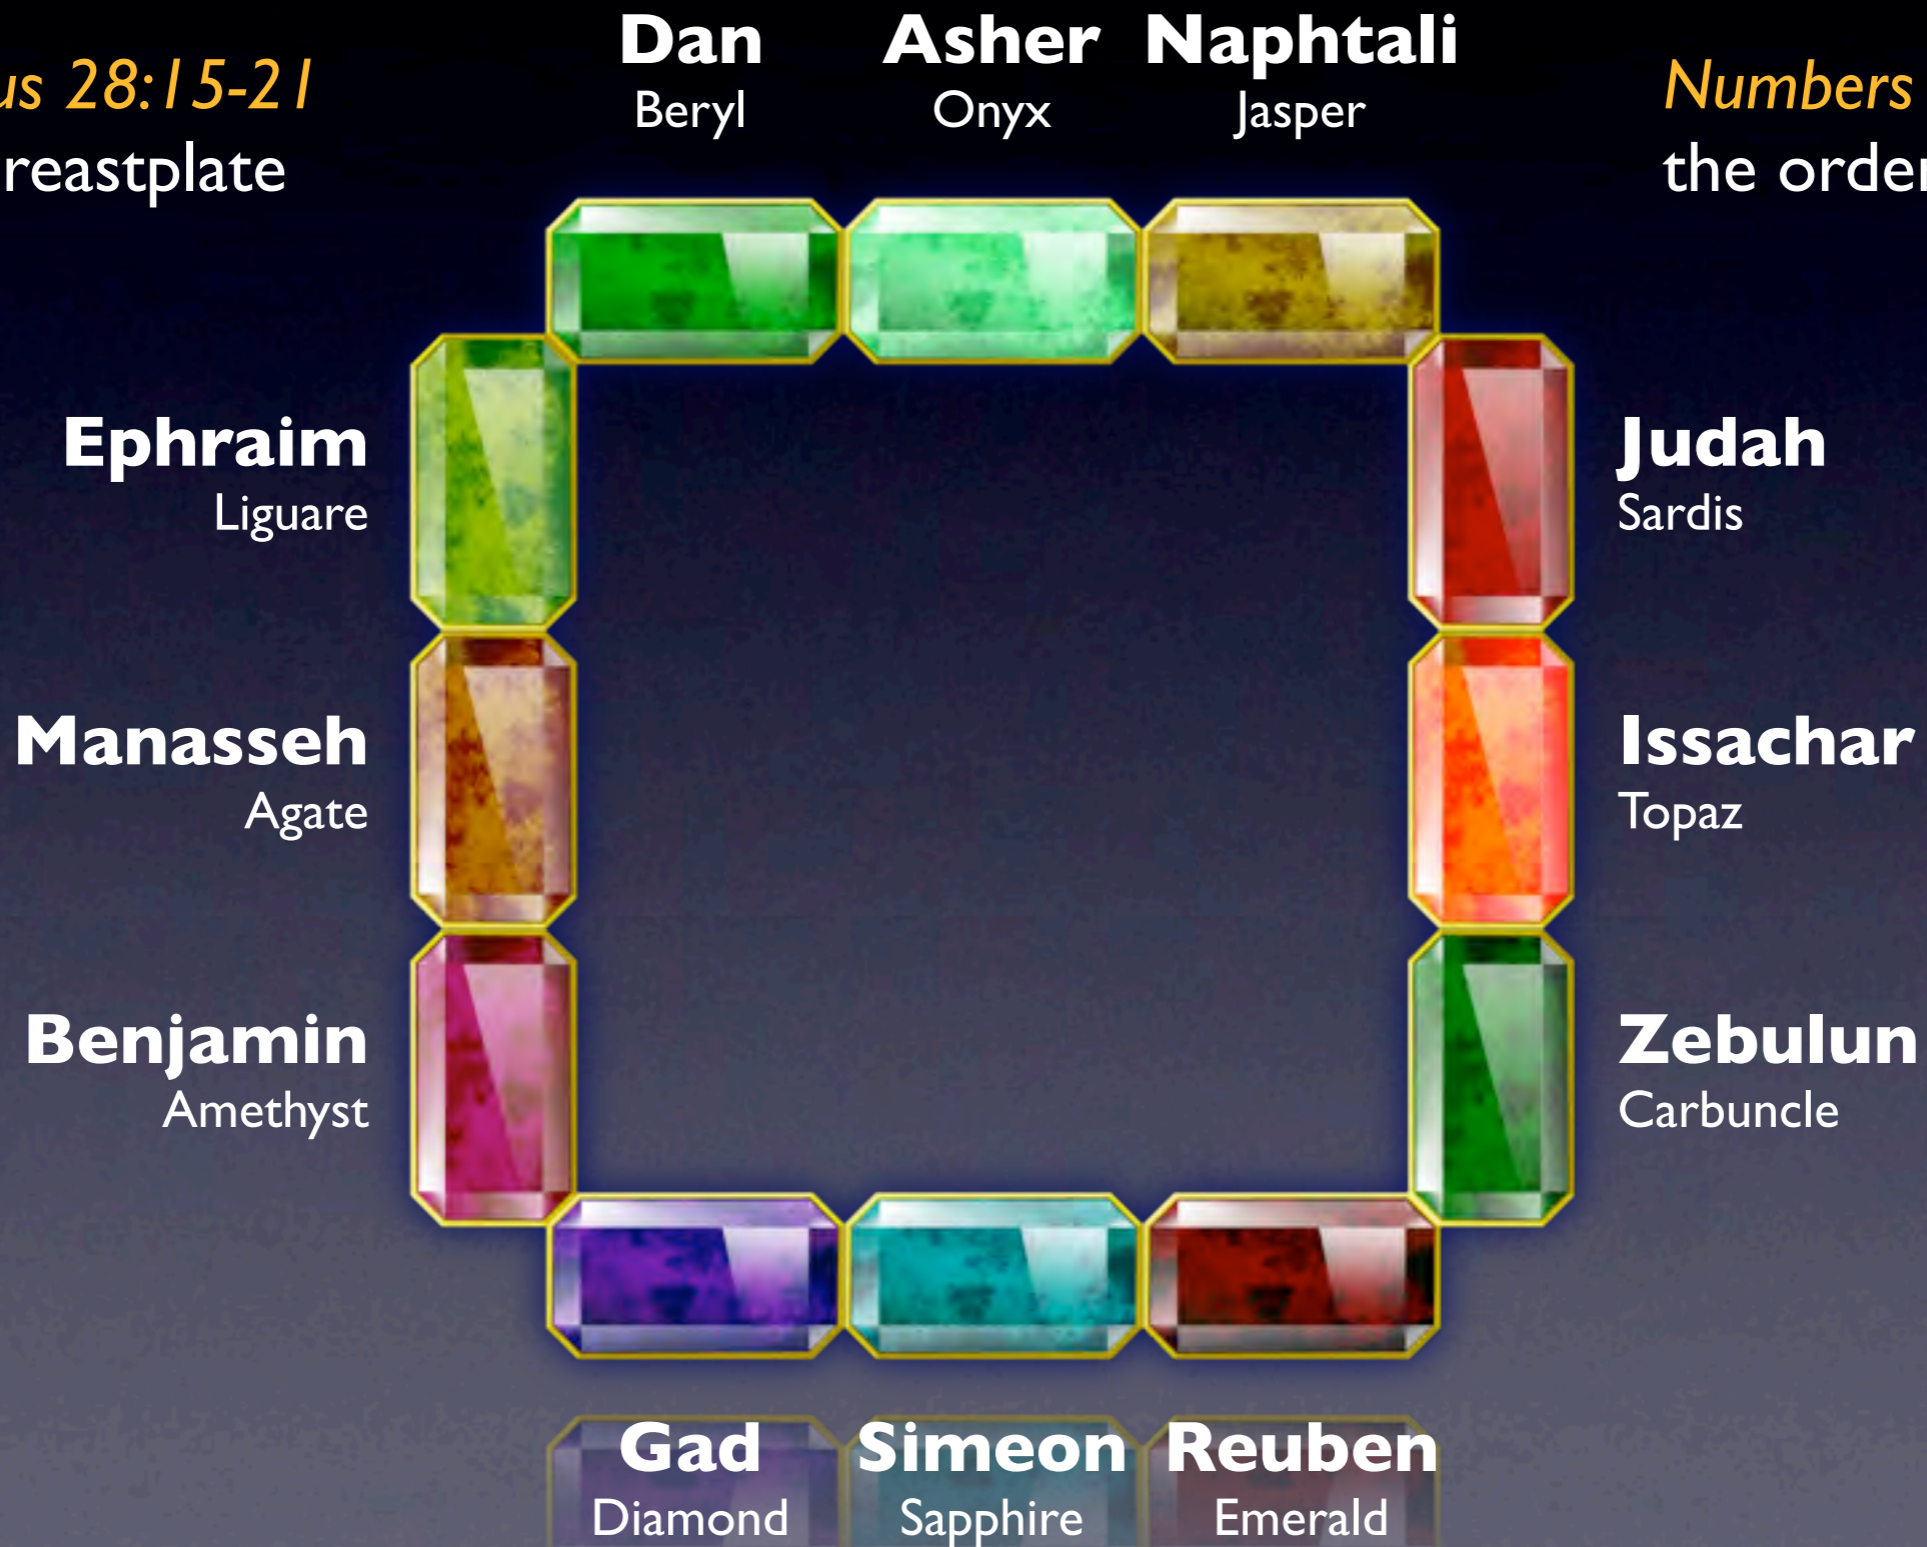 us 28:15-21
reastplate
Dan
Beryl
Asher
Onyx
Naphtali
Jasper
Numbers
the order
Ephraim
Liguare
Judah
Sardis
Manasseh
Agate
Issachar
Topaz
Benjamin
Amethyst
Zebulun
Carbuncle
Gad
Diamond
Simeon
Sapphire
Reuben
Emerald